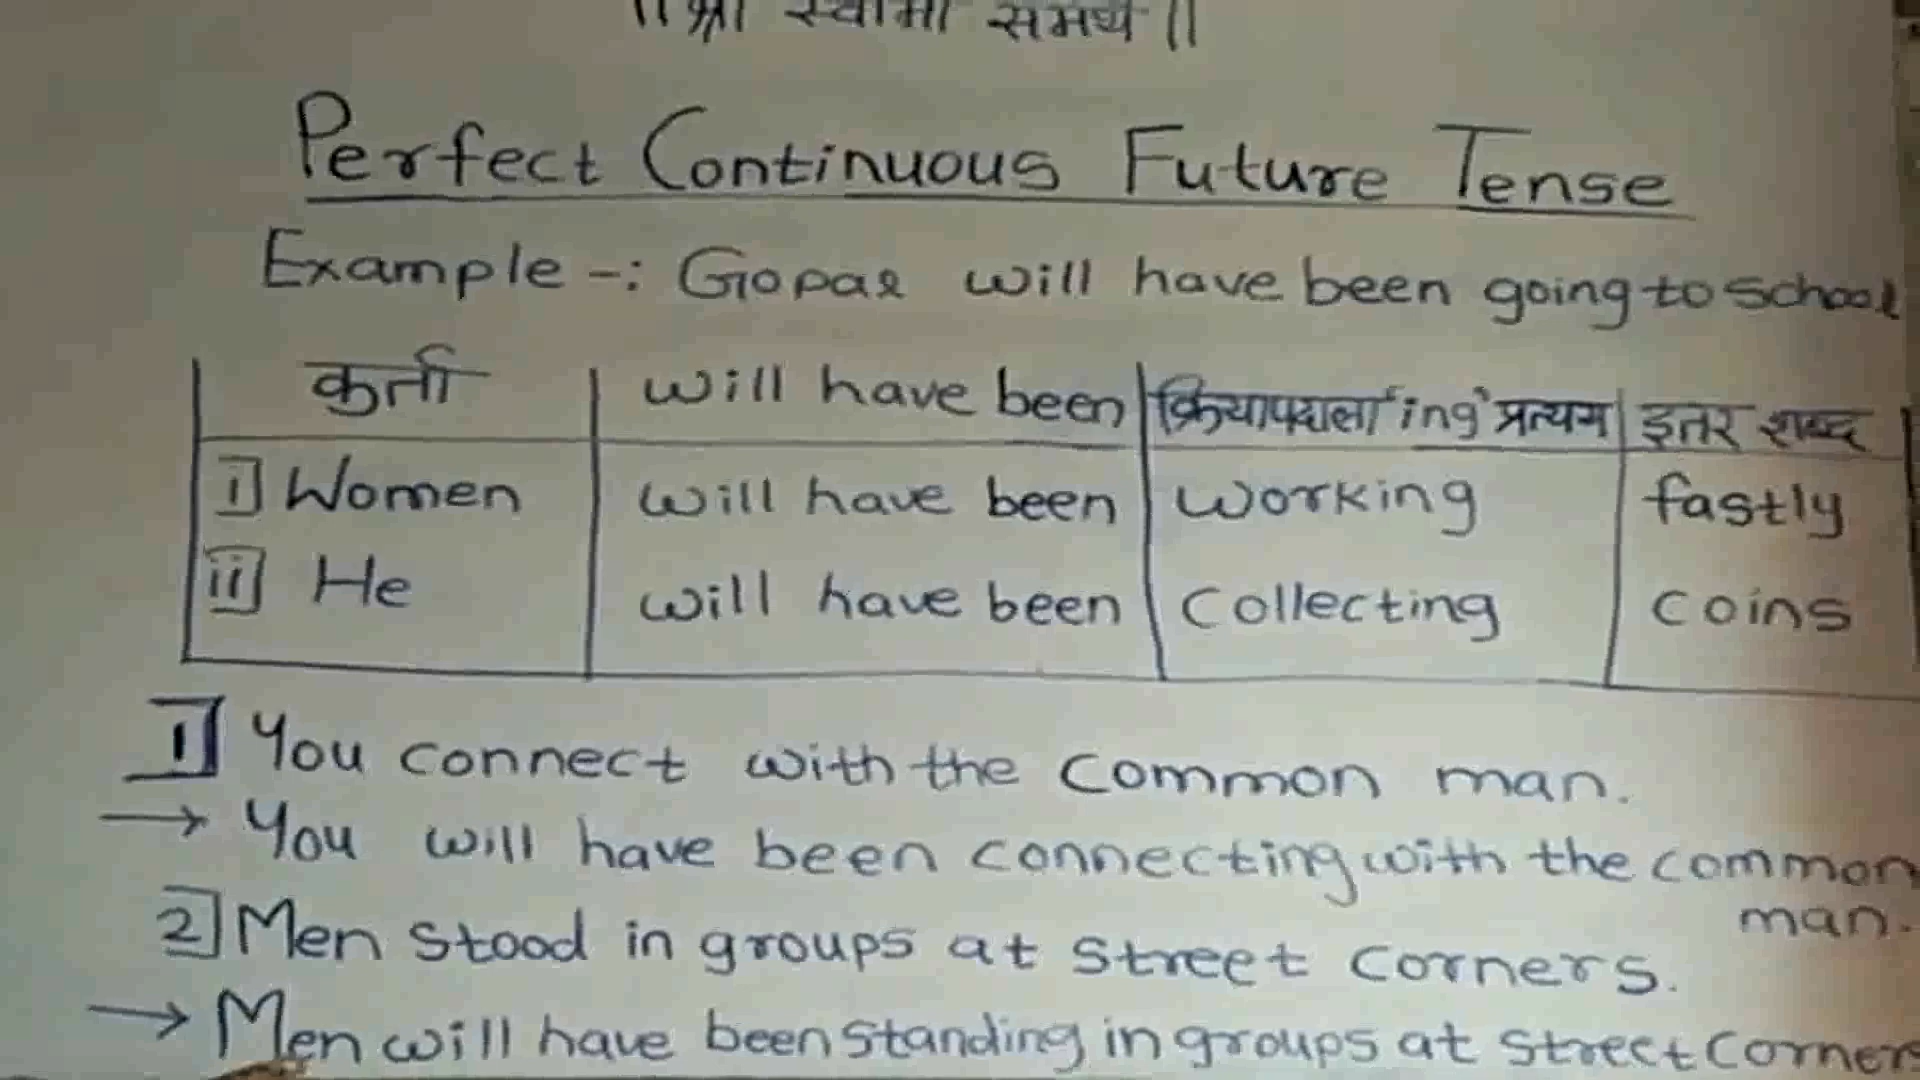 ॥ श्री स्वामी समर्थ ॥
Perfect Continuous Future Tense
Example -: Gopal will have been going to school
कर्ता will have been क्रियापदाला "ing" प्रत्यय इतर शब्द
i] Women will have been working fastly
ii] He will have been collecting coins
1] You connect with the common man.
→ You will have been connecting with the common
man.
2] Men stood in groups at street corners.
→ Men will have been standing in groups at street corners